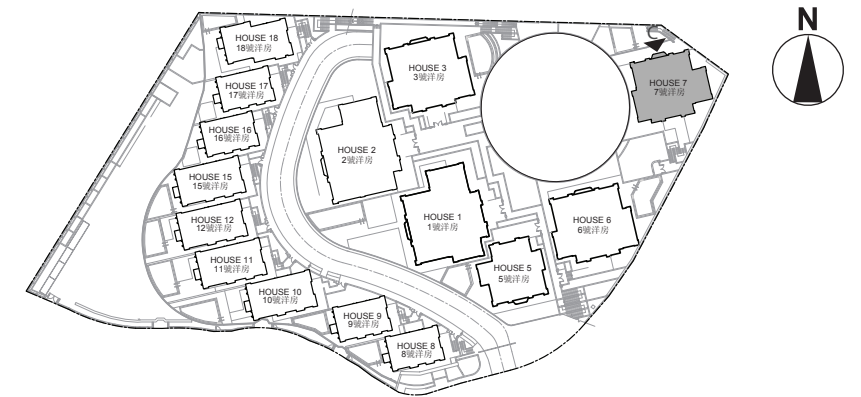 N
HOUSE 18
18號洋房
HOUSE 17
17號洋房
HOUSE 16
16號洋房
HOUSE 15
15號洋房
HOUSE 12
12號洋房
HOUSE 11
11號洋房
HOUSE 10
10號洋房
HOUSE 9
9號洋房
HOUSE 8
8號洋房
HOUSE 3
3號洋房
HOUSE 2
2號洋房
HOUSE 1
1號洋房
HOUSE 5
5號洋房
HOUSE 6
6號洋房
HOUSE 7
7號洋房